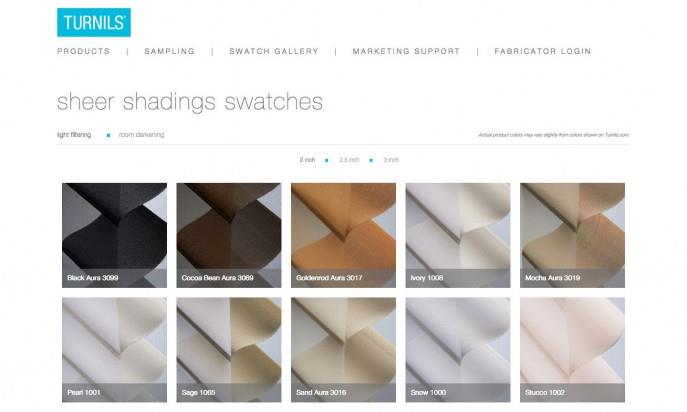 TURNILS®
PRODUCTS | SAMPLING | SWATCH GALLERY | MARKETING SUPPORT | FABRICATOR LOGIN
sheer shadings swatches
light filtering room darkening
Actual product colors may vary slightly from colors shown on Turnils.com.
2 inch 2.5 inch 3 inch
Black Aura 3099
Cocoa Bean Aura 3069
Goldenrod Aura 3017
Ivory 1008
Mocha Aura 3019
Pearl 1001
Sage 1065
Sand Aura 3016
Snow 1000
Stucco 1002